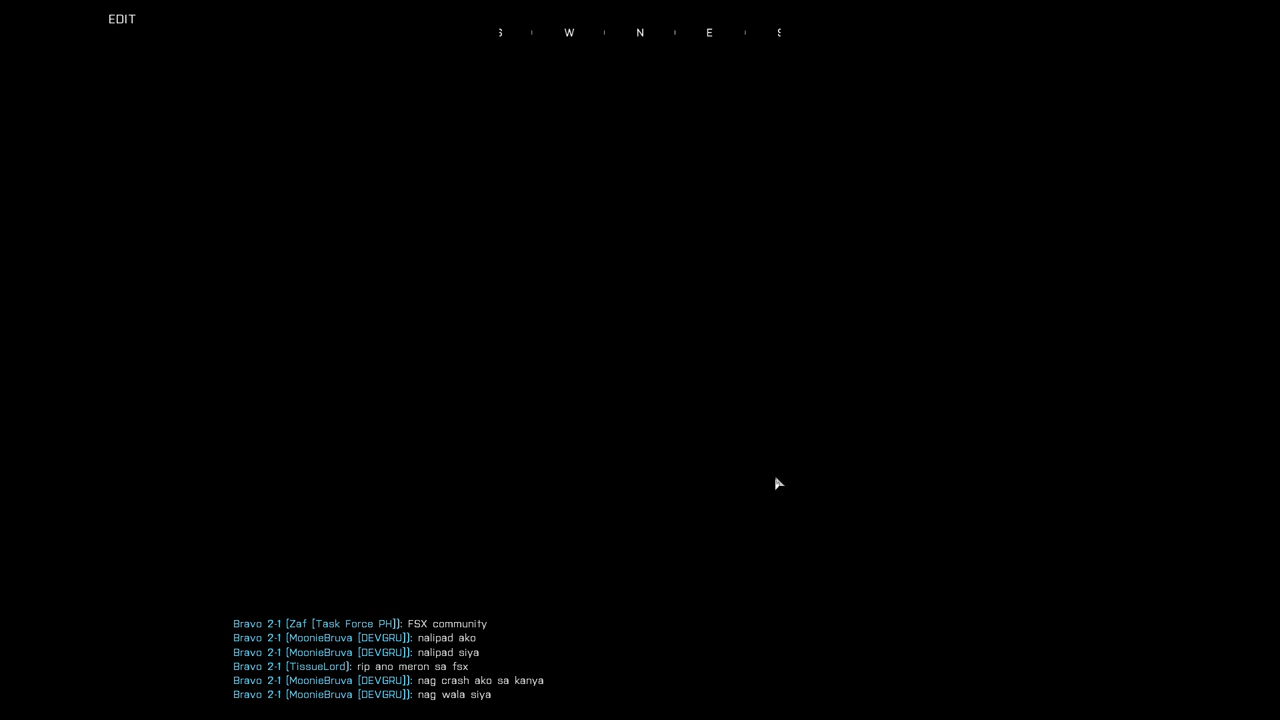 EDIT
S W N E S
Bravo 2-1 (Zaf [Task Force PH]): FSX community
Bravo 2-1 (MoonieBruva [DEVGRU]): nalipad ako
Bravo 2-1 (MoonieBruva [DEVGRU]): nalipad siya
Bravo 2-1 (TissueLord): rip ano meron sa fsx
Bravo 2-1 (MoonieBruva [DEVGRU]): nag crash ako sa kanya
Bravo 2-1 (MoonieBruva [DEVGRU]): nag wala siya